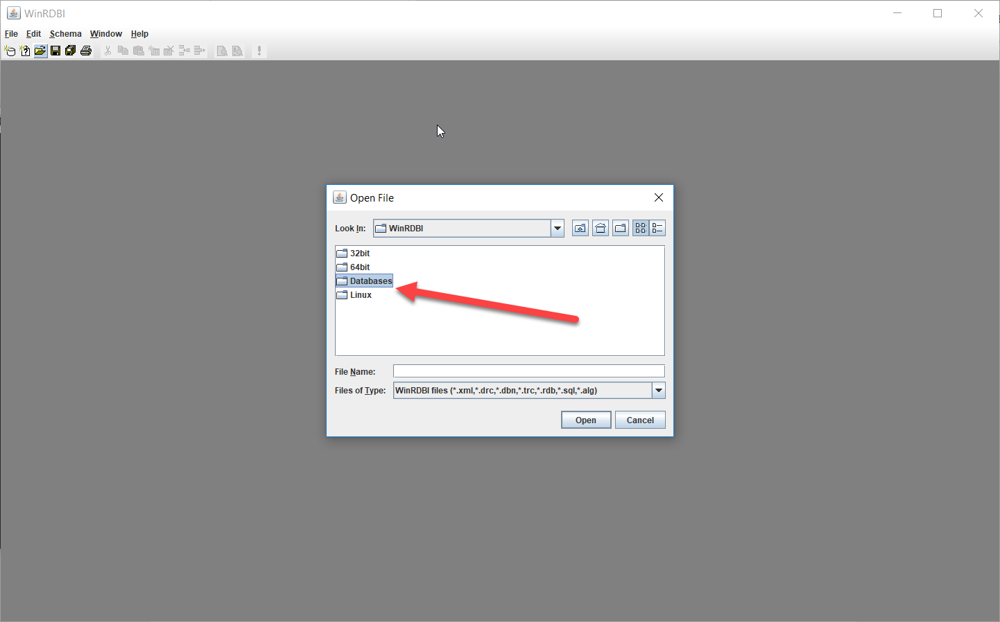 WinRDBI
File Edit Schema Window Help
Open File
Look In: WinRDBI
32bit
64bit
Databases
Linux
File Name:
Files of Type: WinRDBI files (*.xml,*.drc,*.dbn,*.trc,*.rdb,*.sql,*.alg)
Open Cancel